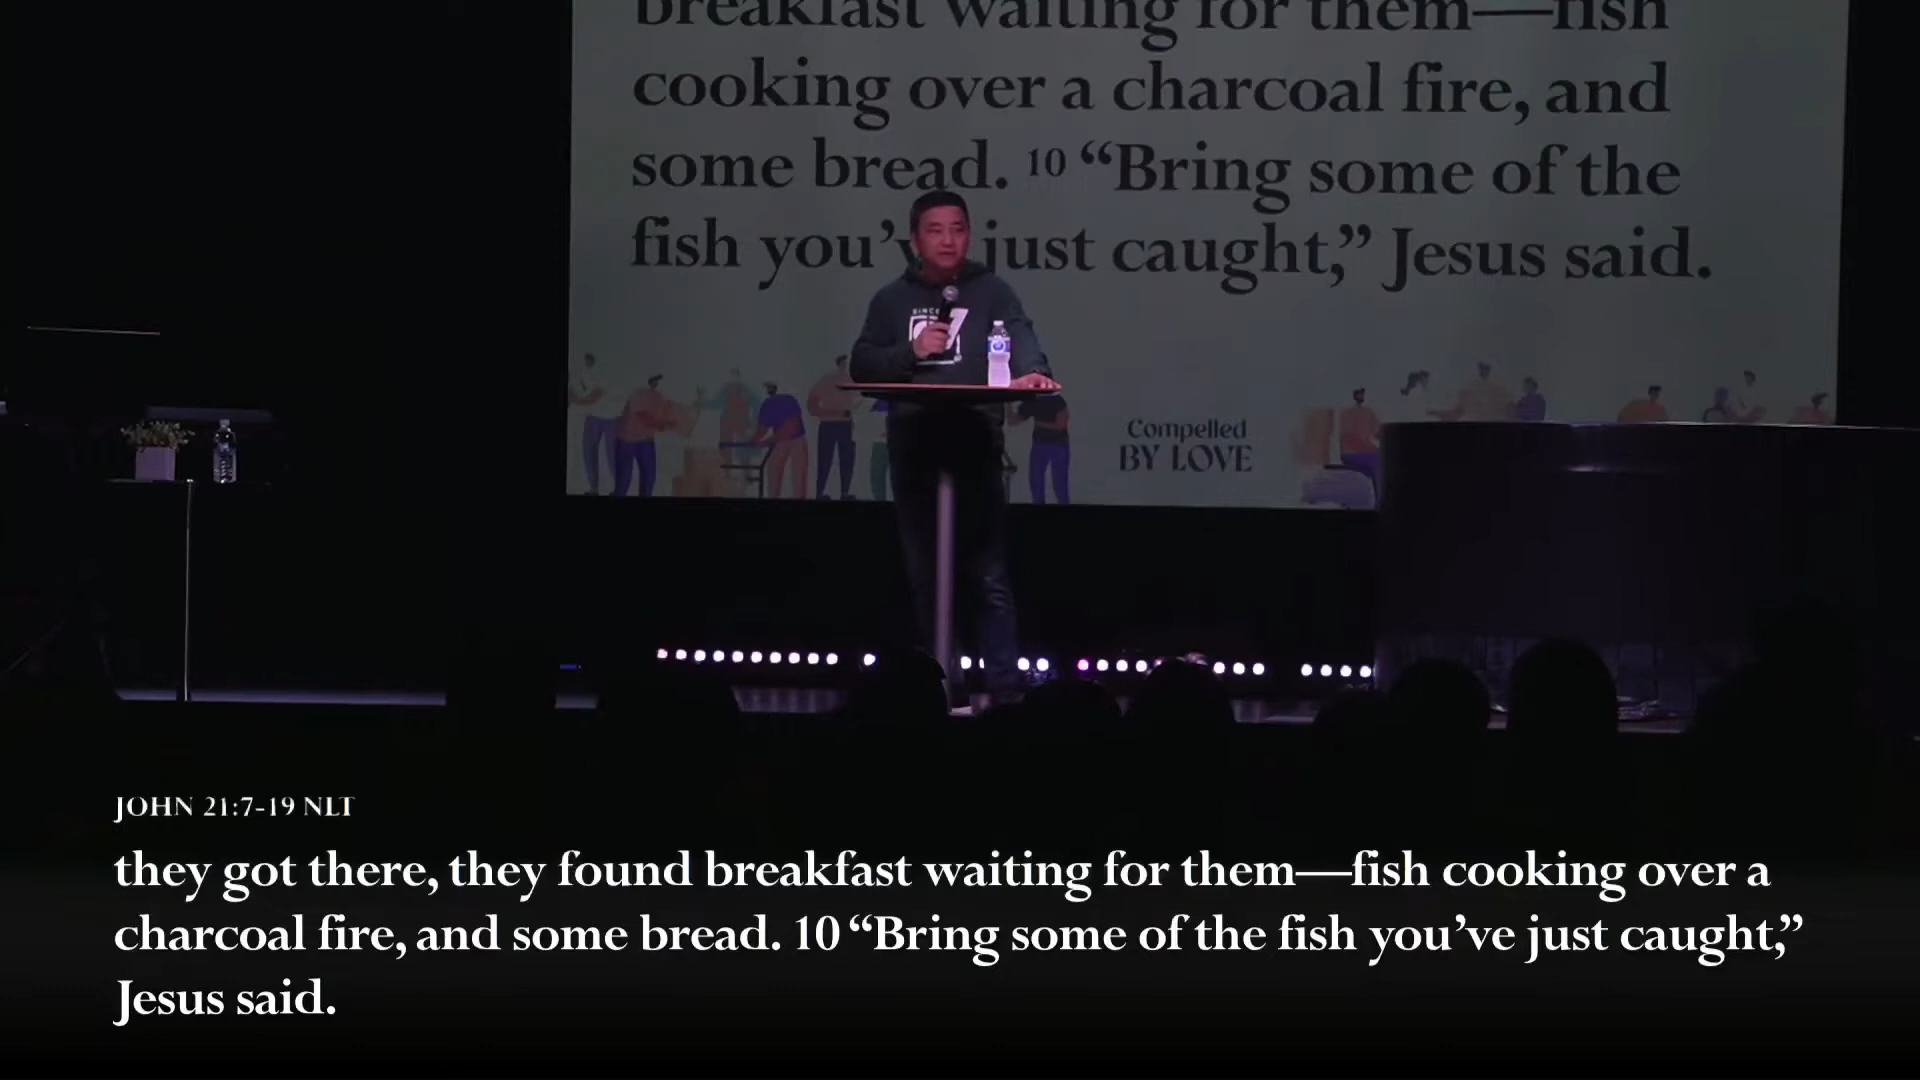 breakfast waiting for them—fish
cooking over a charcoal fire, and
some bread. 10 “Bring some of the
fish you’v just caught,” Jesus said.
SINCE
7
Compelled
BY LOVE
JOHN 21:7-19 NLT
they got there, they found breakfast waiting for them—fish cooking over a
charcoal fire, and some bread. 10 “Bring some of the fish you’ve just caught,”
Jesus said.